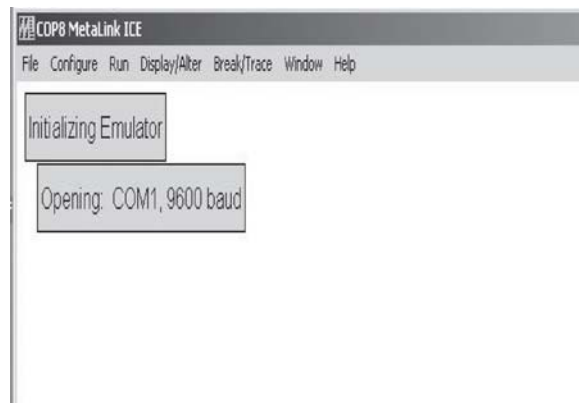 COP8 MetaLink ICE
File Configure Run Display/Alter Break/Trace Window Help
Initializing Emulator
Opening: COM1, 9600 baud